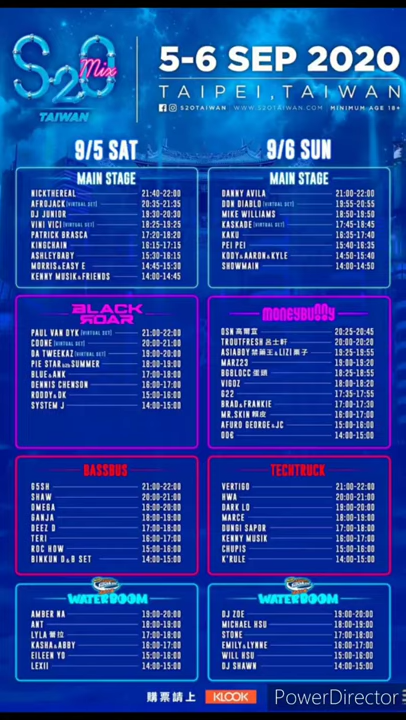 S2O Mix
TAIWAN
5-6 SEP 2020
TAIPEI, TAIWAN
S2OTAIWAN - WWW.S2OTAIWAN.COM | MINIMUM AGE 18+
9/5 SAT
MAIN STAGE
NICKTHEREAL 21:40-22:00
AFROJACK [VIRTUAL SET] 20:35-21:35
DJ JUNIOR 19:30-20:30
VINI VICI [VIRTUAL SET] 18:25-19:25
PATRICK BRASCA 17:20-18:20
KINGCHAIN 16:15-17:15
ASHLEYBABY 15:30-16:15
MORRIS&EASY E 14:45-15:30
KENNY MUSIK&FRIENDS 14:00-14:45
9/6 SUN
MAIN STAGE
DANNY AVILA 21:00-22:00
DON DIABLO [VIRTUAL SET] 19:55-20:55
MIKE WILLIAMS 18:50-19:50
KASKADE [VIRTUAL SET] 17:45-18:45
KAKU 16:35-17:40
PEI PEI 15:40-16:35
KODY&AARON&KYLE 14:50-15:40
SHOWMAIN 14:00-14:50
BLACK ROAR
PAUL VAN DYK [VIRTUAL SET] 21:00-22:00
CODONE [VIRTUAL SET] 20:00-21:00
DA TWEEKAZ [VIRTUAL SET] 19:00-20:00
PIE STAR b2b SUMMER 18:00-19:00
BLUE&ANK 17:00-18:00
DENNIS CHENSON 16:00-17:00
RODDY&DK 15:00-16:00
SYSTEM J 14:00-15:00
MONEYBUNNY
OSN 高爾宣 20:25-20:45
TROUTFRESH 呂士軒 20:00-20:20
ASIABOY 禁藥王&LIZI 栗子 19:25-19:55
MARZ23 19:00-19:20
BGBLOCC 蛋頭 18:25-18:55
VIGOZ 18:00-18:20
G22 17:35-17:55
BRAD&FRANKIE 17:00-17:30
MR.SKIN 16:00-17:00
AFURO GEORGE&JC 15:00-16:00
14:00-15:00
BASSBUS
G5SH 21:00-22:00
SHAW 20:00-21:00
OMEGA 19:00-20:00
GANJA 18:00-19:00
DEEZ D 17:00-18:00
TERI 16:00-17:00
ROC HOW 15:00-16:00
BINKUN D&B SET 14:00-15:00
TECHTRUCK
VERTIGO 21:00-22:00
HWA 20:00-21:00
DARK LO 19:00-20:00
MARCE 18:00-19:00
DUNGI SAPOR 17:00-18:00
KENNY MUSIK 16:00-17:00
CHUPIS 15:00-16:00
K'RULE 14:00-15:00
WATERBOOM
AMBER NA 19:00-20:00
ANT 18:00-19:00
LYLA 17:00-18:00
KASHA&ABBY 16:00-17:00
EILEEN YO 15:00-16:00
LEXII 14:00-15:00
WATERBOOM
DJ ZOE 19:00-20:00
MICHAEL HSU 18:00-19:00
STONE 17:00-18:00
EMILY&LYNNE 16:00-17:00
WILL HSU 15:00-16:00
DJ SHAWN 14:00-15:00
購票請上 KLOOK
PowerDirector